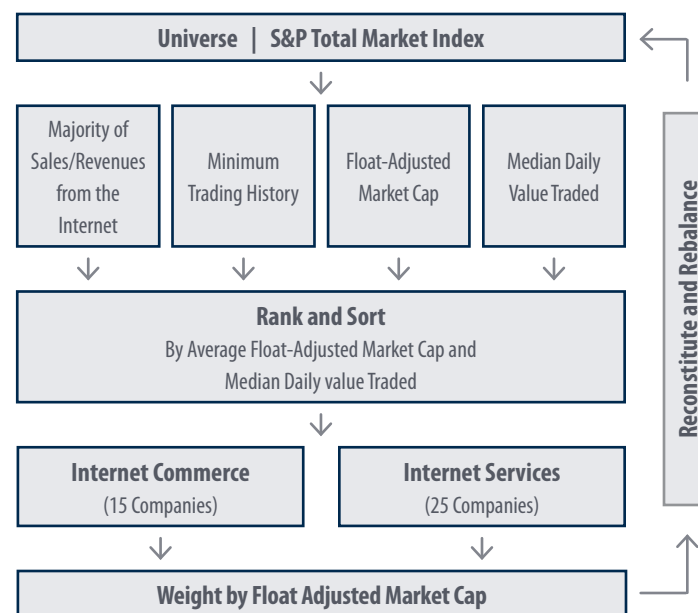 Universe | S&P Total Market Index
Majority of
Sales/Revenues
from the
Internet
Minimum
Trading History
Float-Adjusted
Market Cap
Median Daily
Value Traded
Rank and Sort
By Average Float-Adjusted Market Cap and
Median Daily value Traded
Internet Commerce
(15 Companies)
Internet Services
(25 Companies)
Weight by Float Adjusted Market Cap
Reconstitute and Rebalance